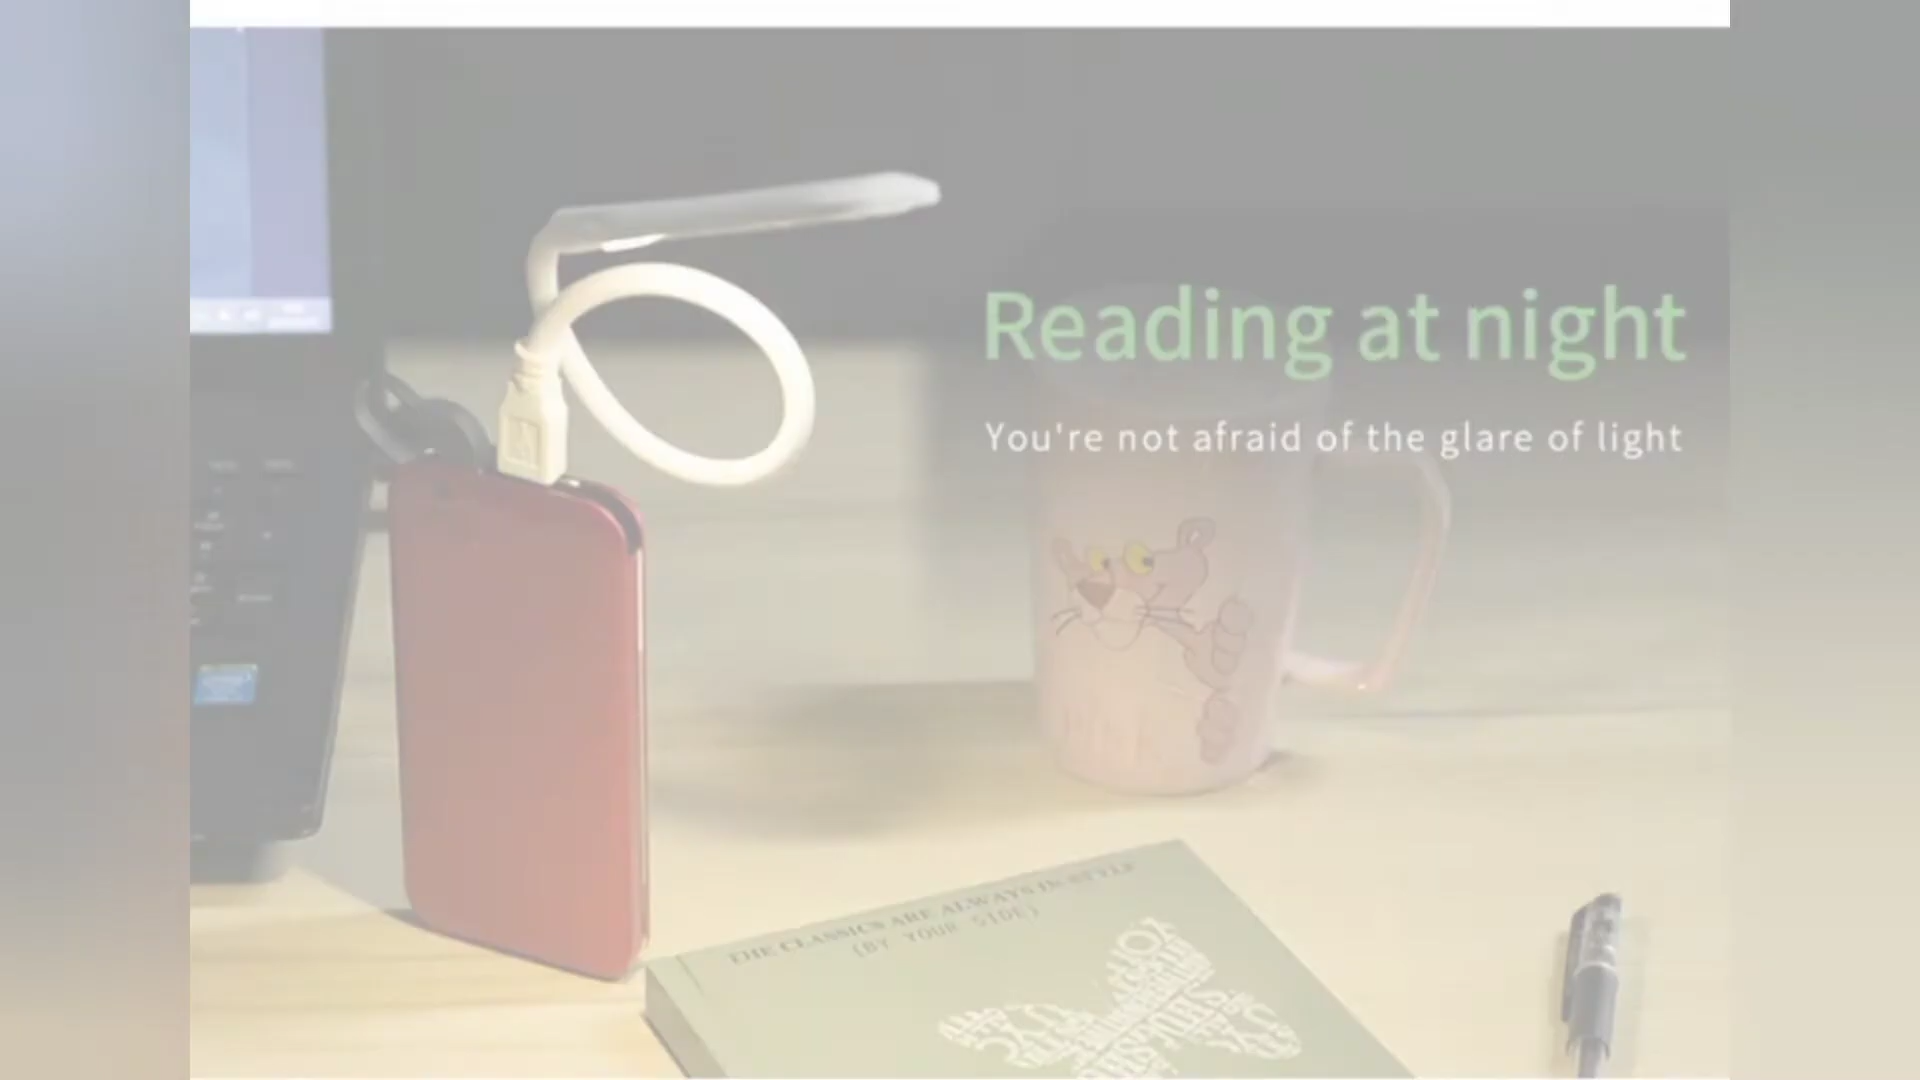 Reading at night
You're not afraid of the glare of light
THE CLASSICS ARE ALWAYS IN STYLE
(BY YOUR SIDE)